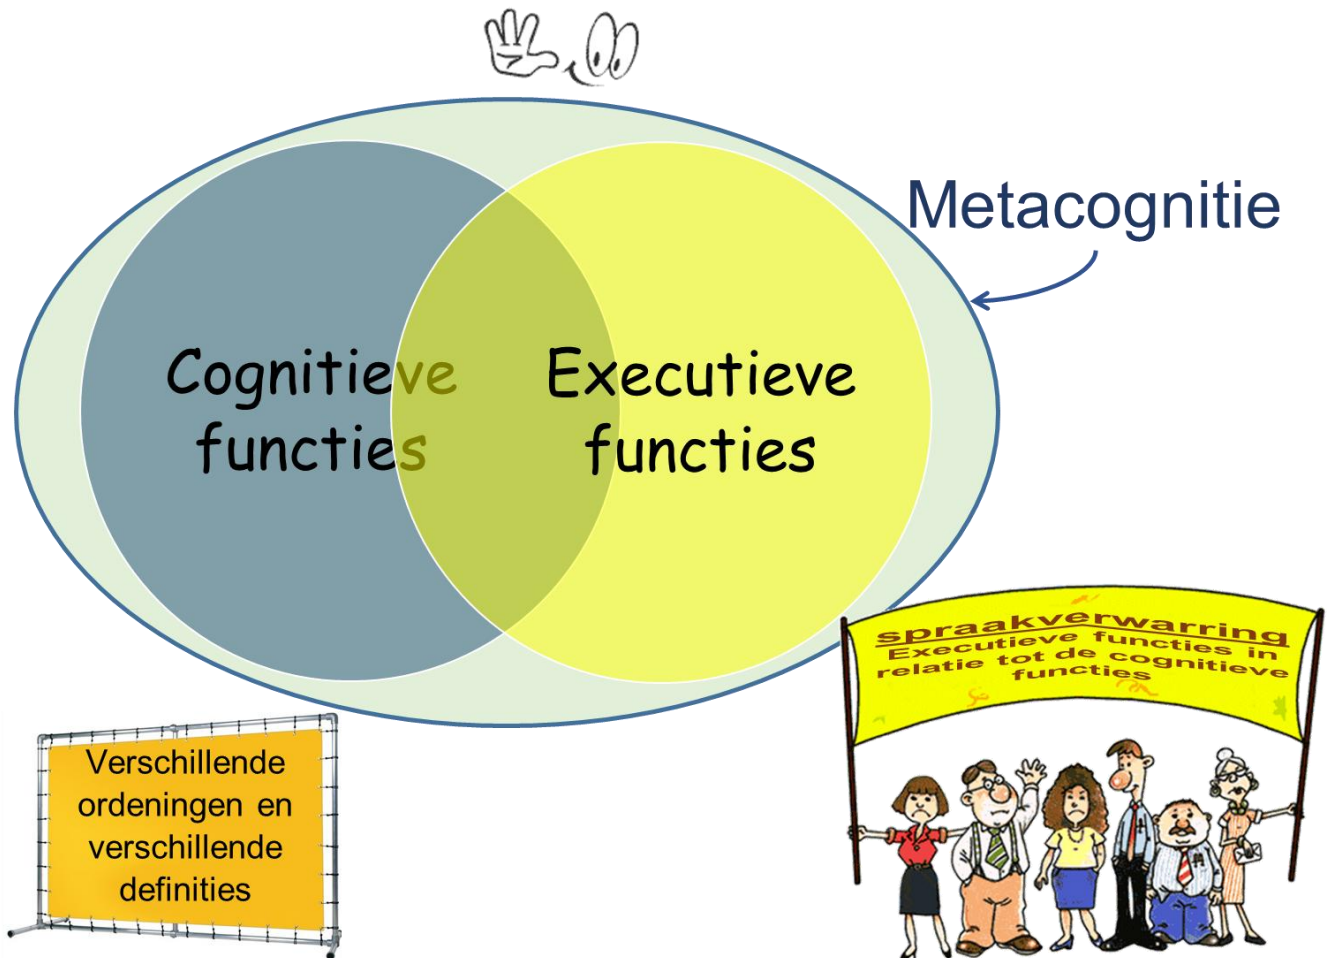 Metacognitie
Cognitieve
functies
Executieve
functies
spraakverwarring
Executieve functies in
relatie tot de cognitieve
functies
Verschillende
ordeningen en
verschillende
definities